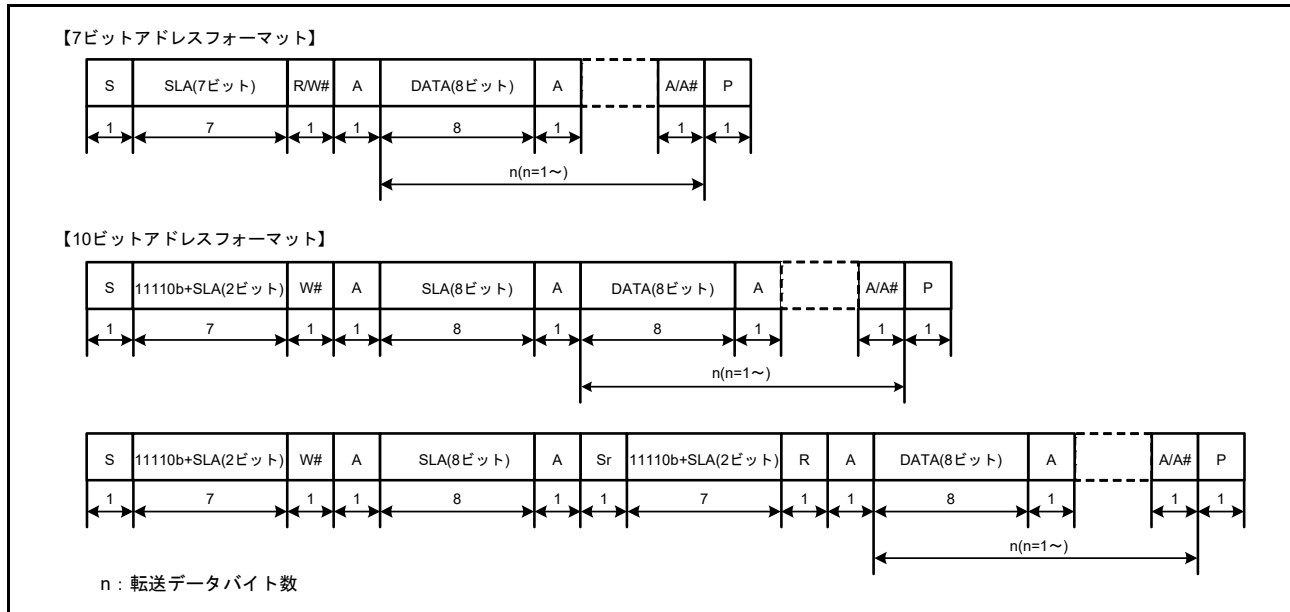 【7ビットアドレスフォーマット】
S SLA(7ビット) R/W# A DATA(8ビット) A A/A# P
1 7 1 1 8 1 1 1
n(n=1～)
【10ビットアドレスフォーマット】
S 11110b+SLA(2ビット) W# A SLA(8ビット) A DATA(8ビット) A A/A# P
1 7 1 1 8 1 8 1 1 1
n(n=1～)
S 11110b+SLA(2ビット) W# A SLA(8ビット) A Sr 11110b+SLA(2ビット) R A DATA(8ビット) A A/A# P
1 7 1 1 8 1 1 7 1 1 8 1 1 1
n(n=1～)
n：転送データバイト数